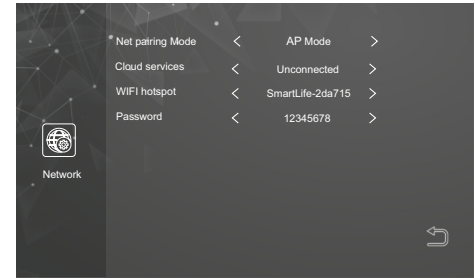 Net pairing Mode < AP Mode >
Cloud services < Unconnected >
WIFI hotspot < SmartLife-2da715 >
Password < 12345678 >
Network